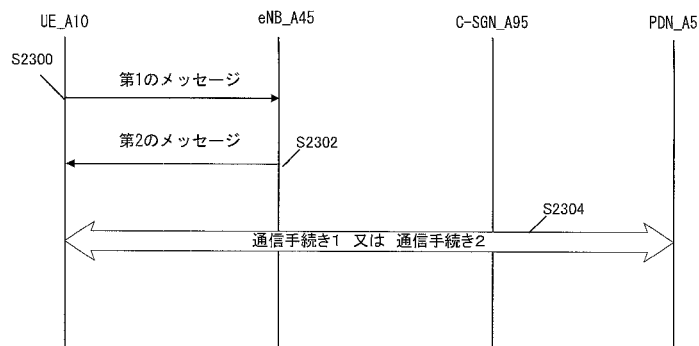 UE_A10 eNB_A45 C-SGN_A95 PDN_A5
S2300
第1のメッセージ
第2のメッセージ
S2302
S2304
通信手続き1 又は 通信手続き2